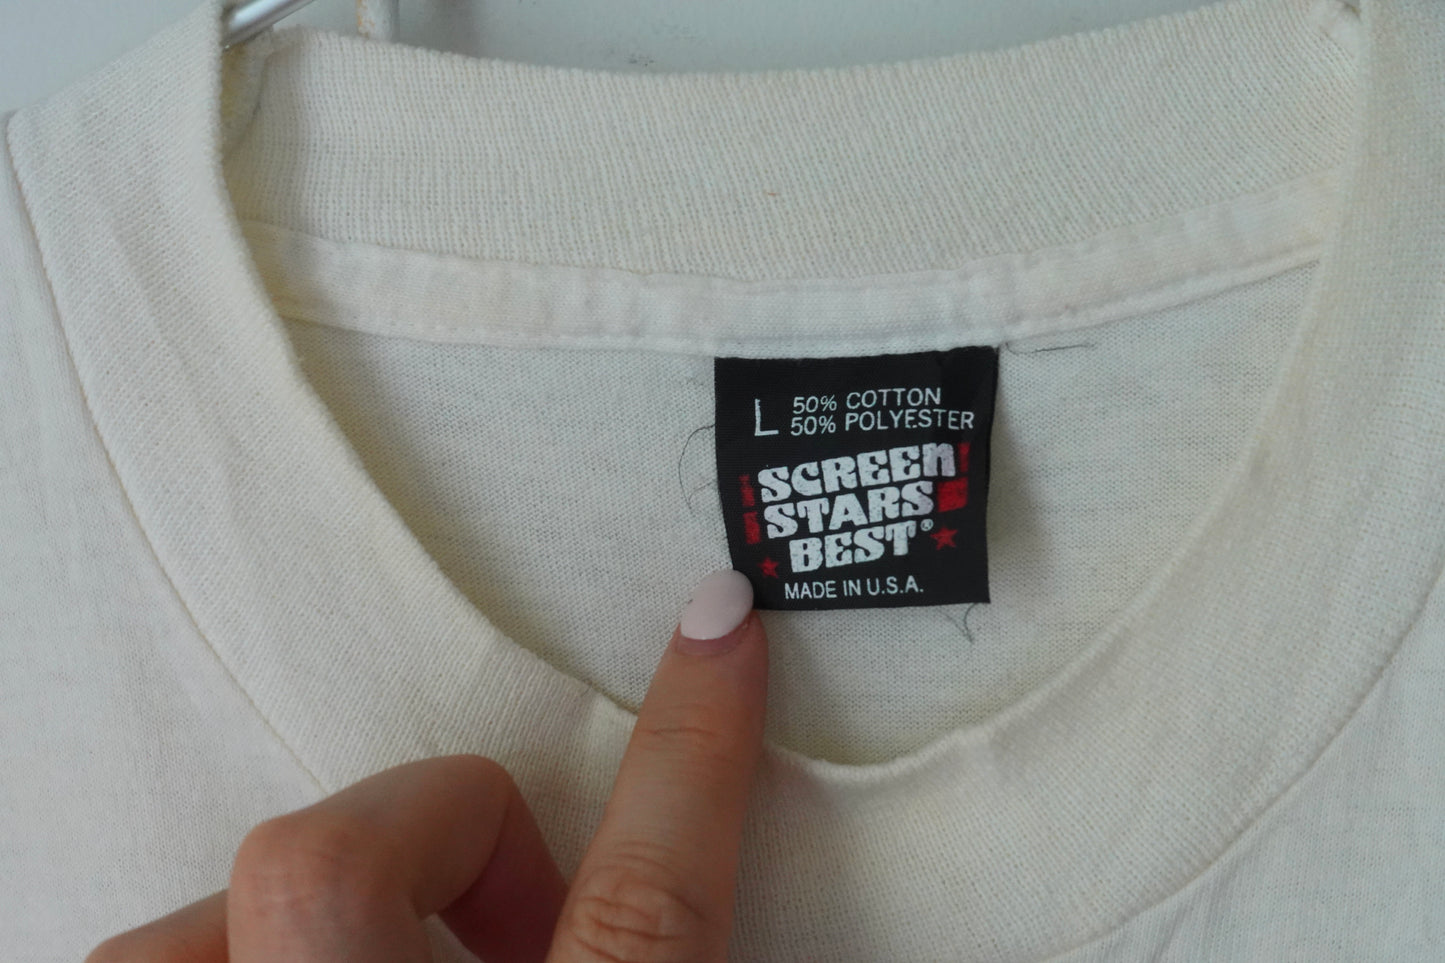 L 50% COTTON
50% POLYESTER
SCREEn
STARS
BEST®
MADE IN U.S.A.